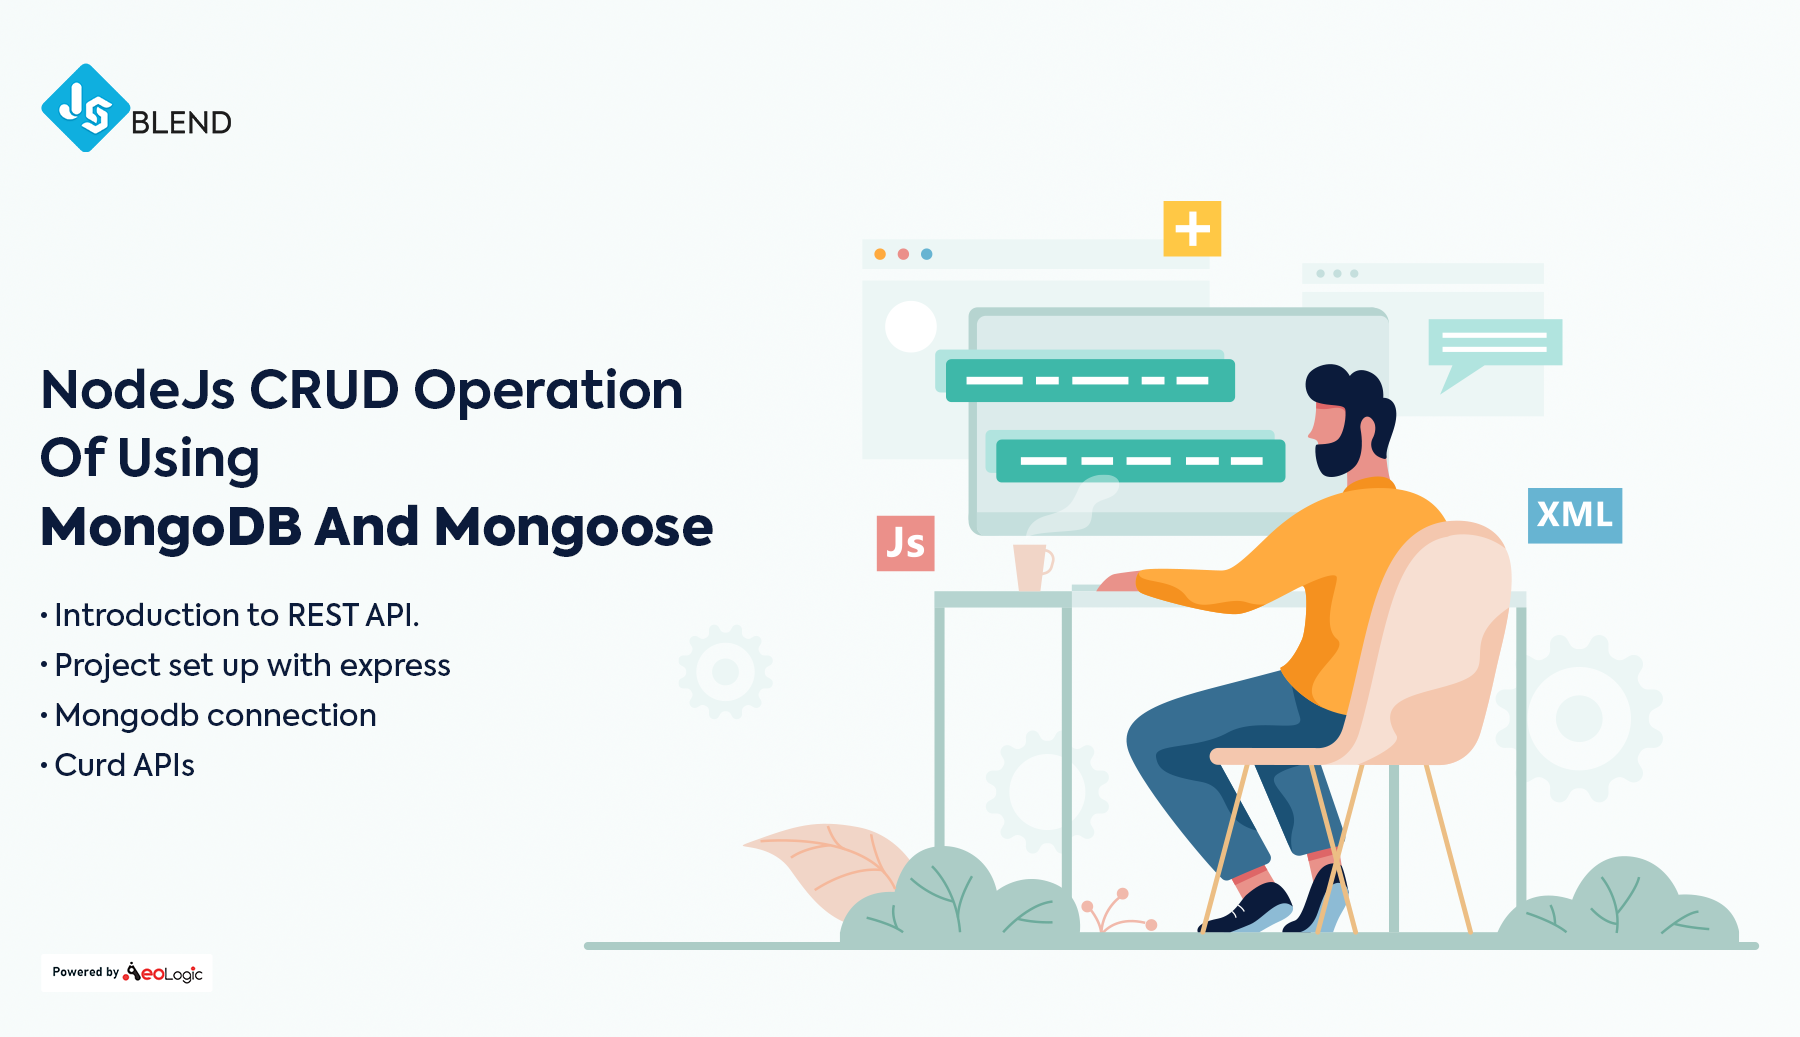 JS BLEND
NodeJs CRUD Operation
Of Using
MongoDB And Mongoose
• Introduction to REST API.
• Project set up with express
• Mongodb connection
• Curd APIs
Js
XML
Powered by AeoLogic